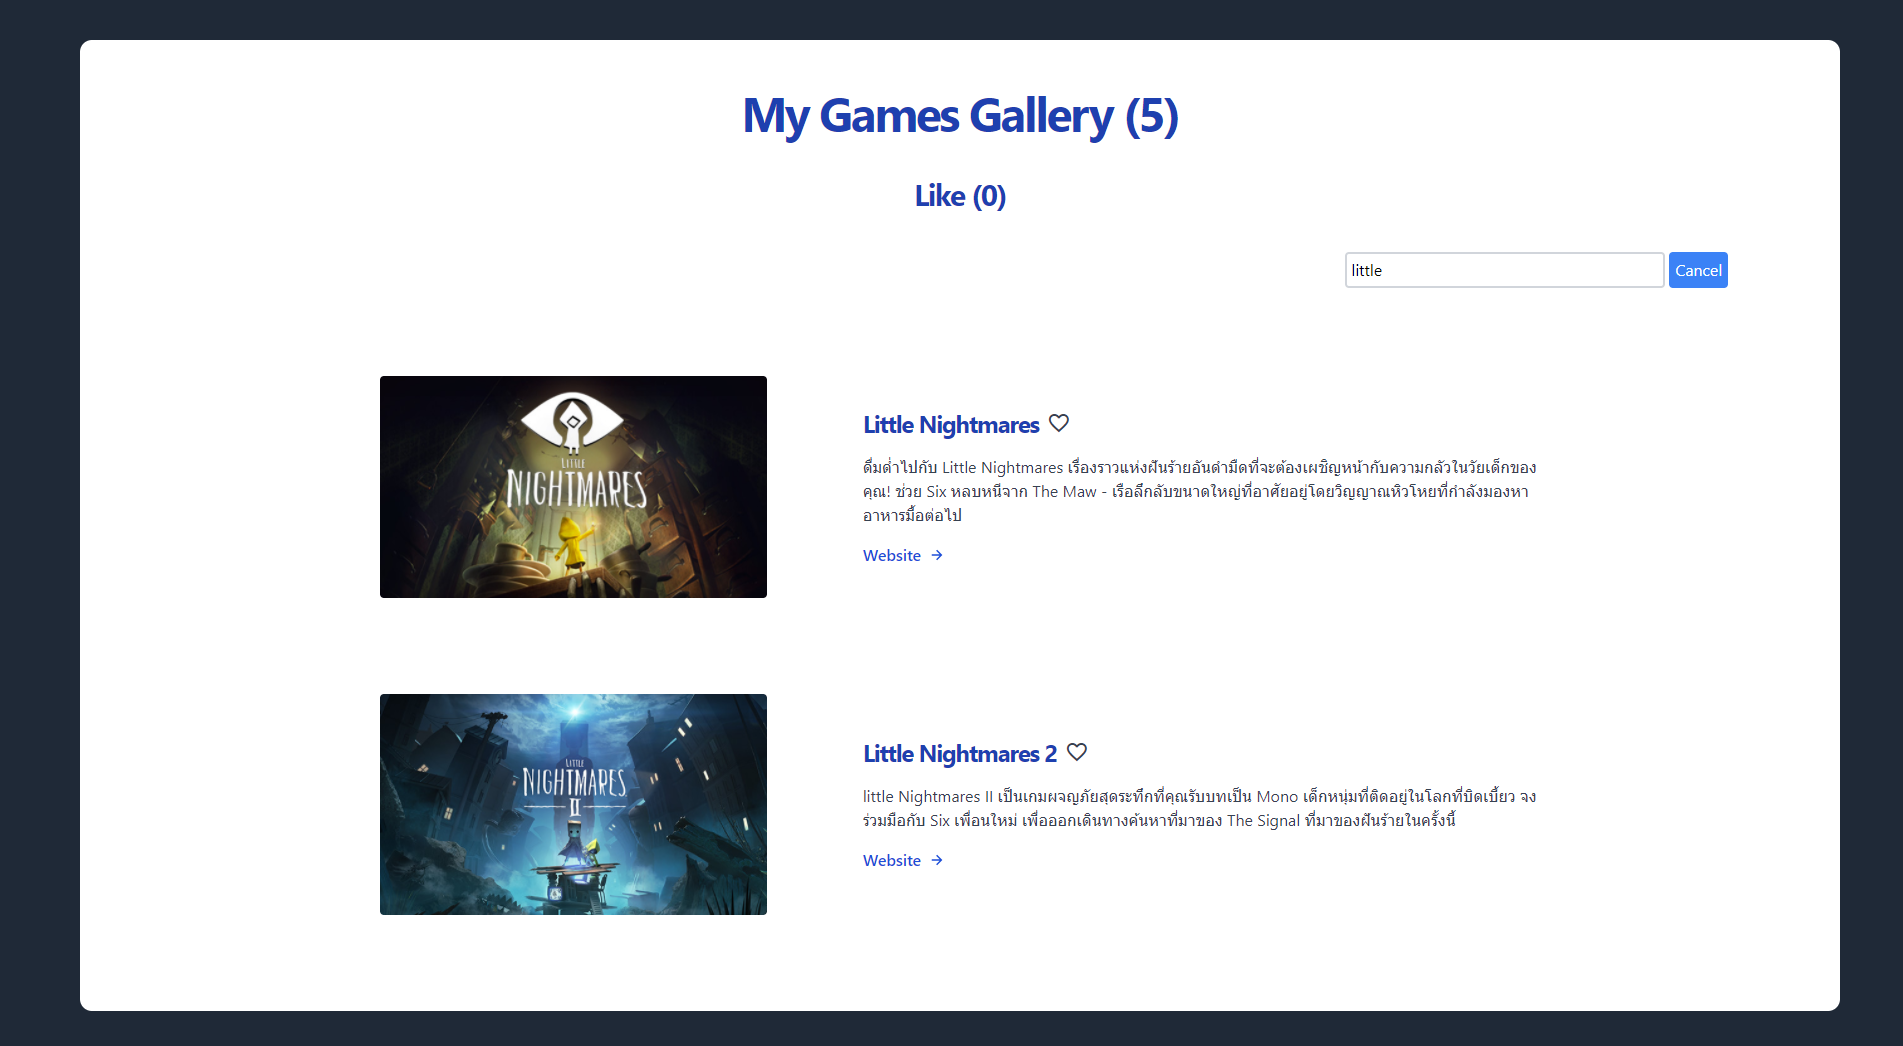 My Games Gallery (5)
Like (0)
little
Cancel
LITTLE
NIGHTMARES
Little Nightmares
ดื่มด่ำไปกับ Little Nightmares เรื่องราวแห่งฝันร้ายอันดำมืดที่จะต้องเผชิญหน้ากับความกลัวในวัยเด็กของ
คุณ! ช่วย Six หลบหนีจาก The Maw - เรือลึกลับขนาดใหญ่ที่อาศัยอยู่โดยวิญญาณหิวโหยที่กำลังมองหา
อาหารมื้อต่อไป
Website →
LITTLE
NIGHTMARES
II
Little Nightmares 2
little Nightmares II เป็นเกมผจญภัยสุดระทึกที่คุณรับบทเป็น Mono เด็กหนุ่มที่ติดอยู่ในโลกที่บิดเบี้ยว จง
ร่วมมือกับ Six เพื่อนใหม่ เพื่อออกเดินทางค้นหาที่มาของ The Signal ที่มาของฝันร้ายในครั้งนี้
Website →